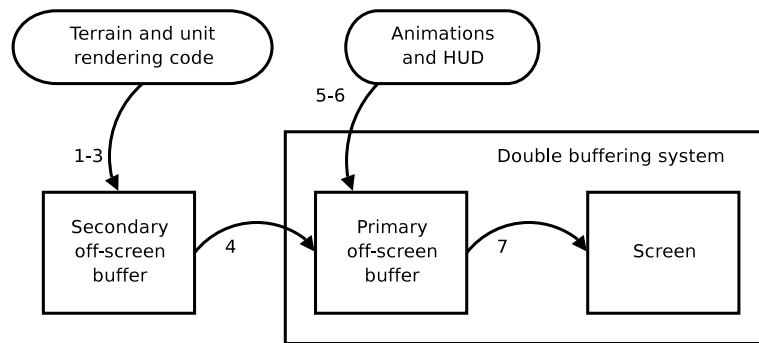 Terrain and unit
rendering code
Animations
and HUD
5-6
1-3
Double buffering system
Secondary
off-screen
buffer
4
Primary
off-screen
buffer
7
Screen